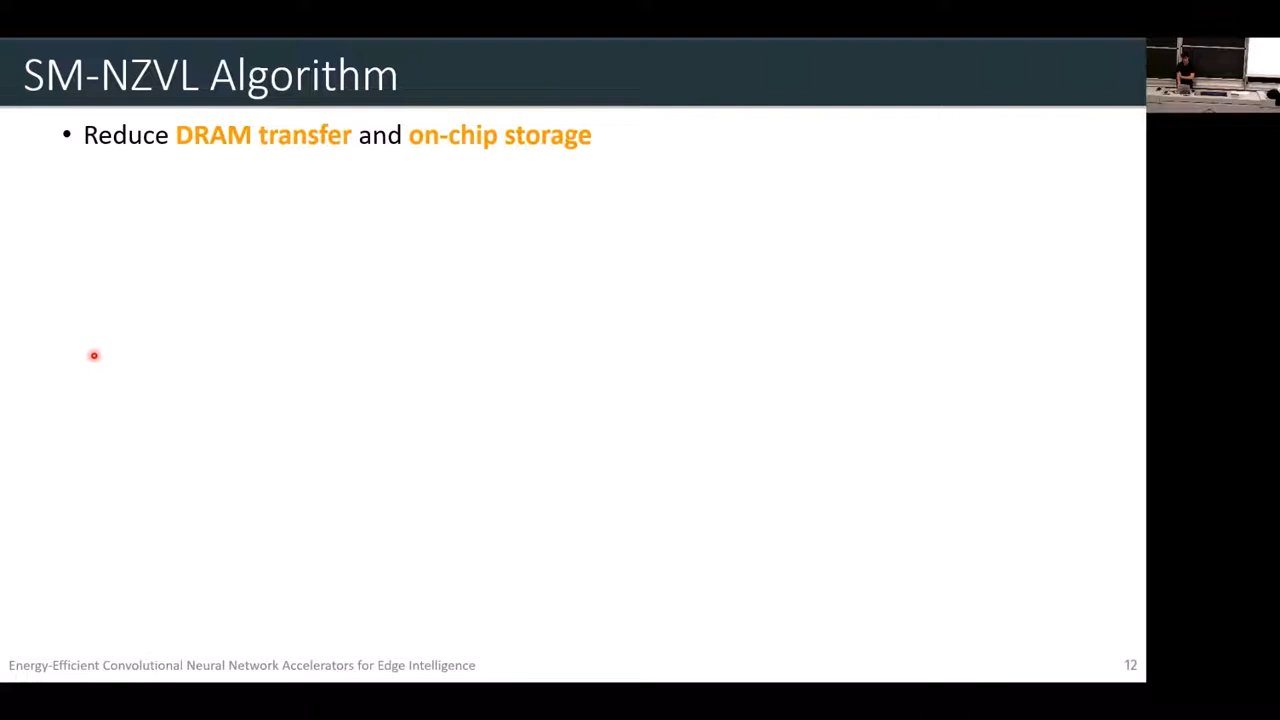 SM-NZVL Algorithm
• Reduce DRAM transfer and on-chip storage
Energy-Efficient Convolutional Neural Network Accelerators for Edge Intelligence
12